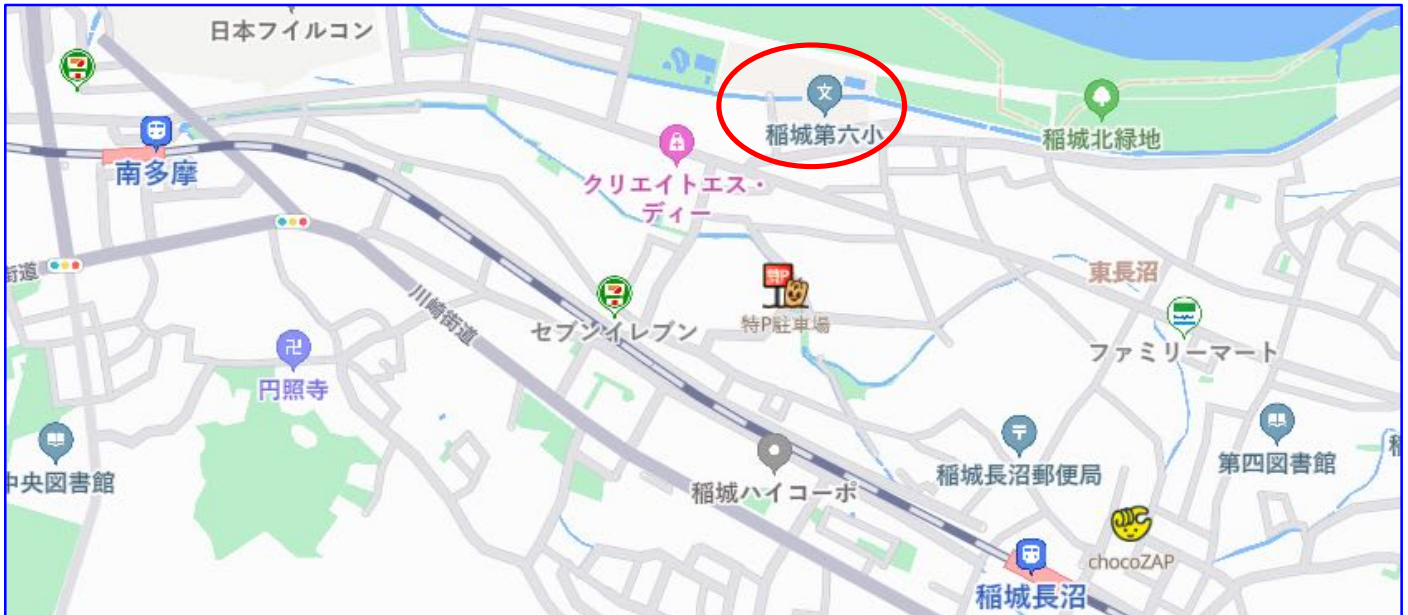 日本フイルコン
文
稲城第六小
稲城北緑地
南多摩
クリエイトエス・
ディー
街道
東長沼
特P
川崎街道
セブンイレブン
特P駐車場
ファミリーマート
卍
円照寺
中央図書館
〒
稲城長沼郵便局
第四図書館
稲城ハイコーポ
chocoZAP
稲城長沼